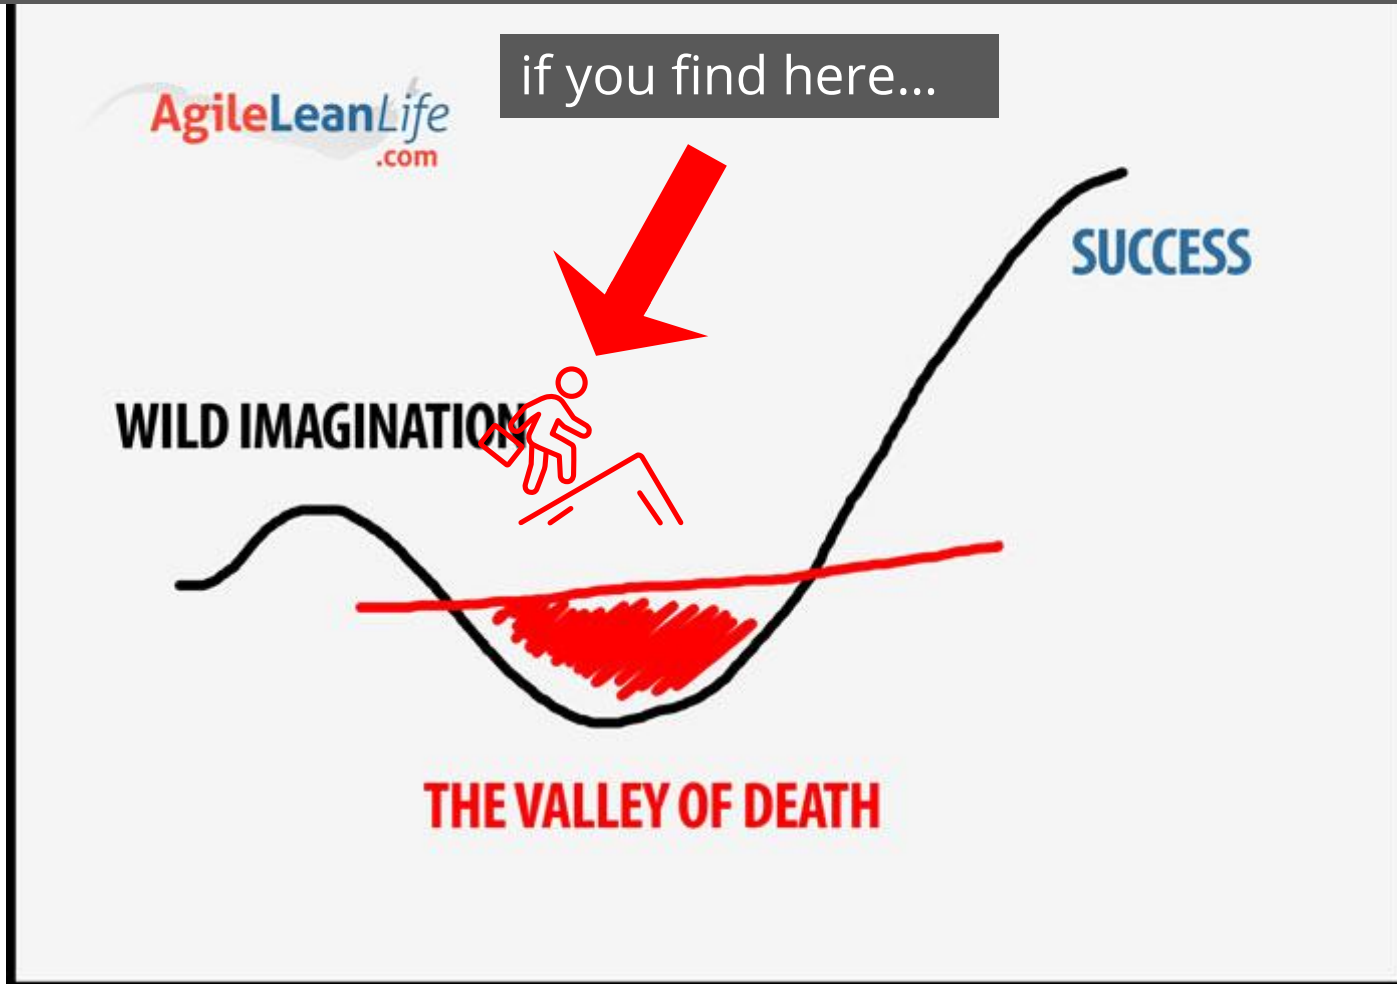 if you find here...
AgileLeanLife
.com
SUCCESS
WILD IMAGINATION
THE VALLEY OF DEATH